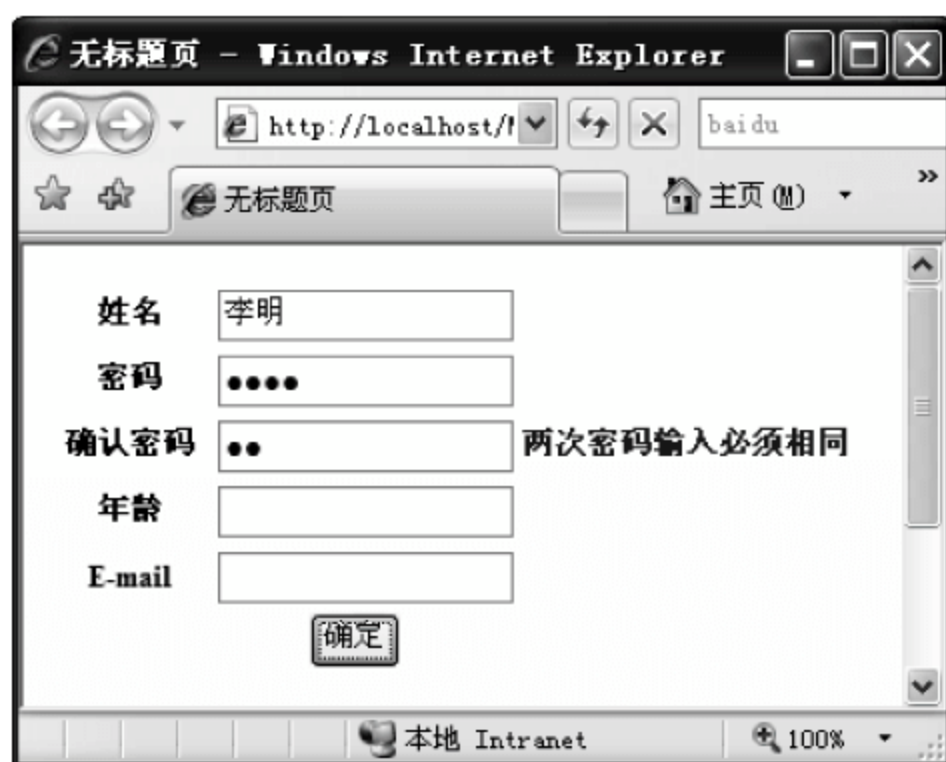 无标题页 - Windows Internet Explorer
http://localhost/ baidu
无标题页 主页(M) »
姓名 李明
密码 ●●●●
确认密码 ●● 两次密码输入必须相同
年龄
E-mail
确定
本地 Intranet 100%